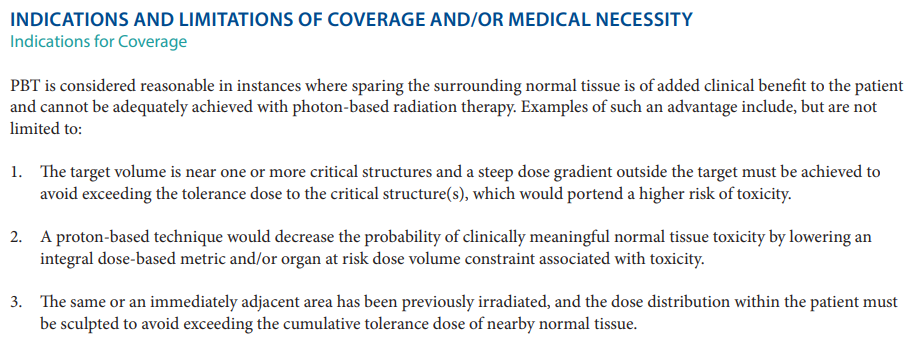 INDICATIONS AND LIMITATIONS OF COVERAGE AND/OR MEDICAL NECESSITY
Indications for Coverage
PBT is considered reasonable in instances where sparing the surrounding normal tissue is of added clinical benefit to the patient
and cannot be adequately achieved with photon-based radiation therapy. Examples of such an advantage include, but are not
limited to:
1. The target volume is near one or more critical structures and a steep dose gradient outside the target must be achieved to
avoid exceeding the tolerance dose to the critical structure(s), which would portend a higher risk of toxicity.
2. A proton-based technique would decrease the probability of clinically meaningful normal tissue toxicity by lowering an
integral dose-based metric and/or organ at risk dose volume constraint associated with toxicity.
3. The same or an immediately adjacent area has been previously irradiated, and the dose distribution within the patient must
be sculpted to avoid exceeding the cumulative tolerance dose of nearby normal tissue.